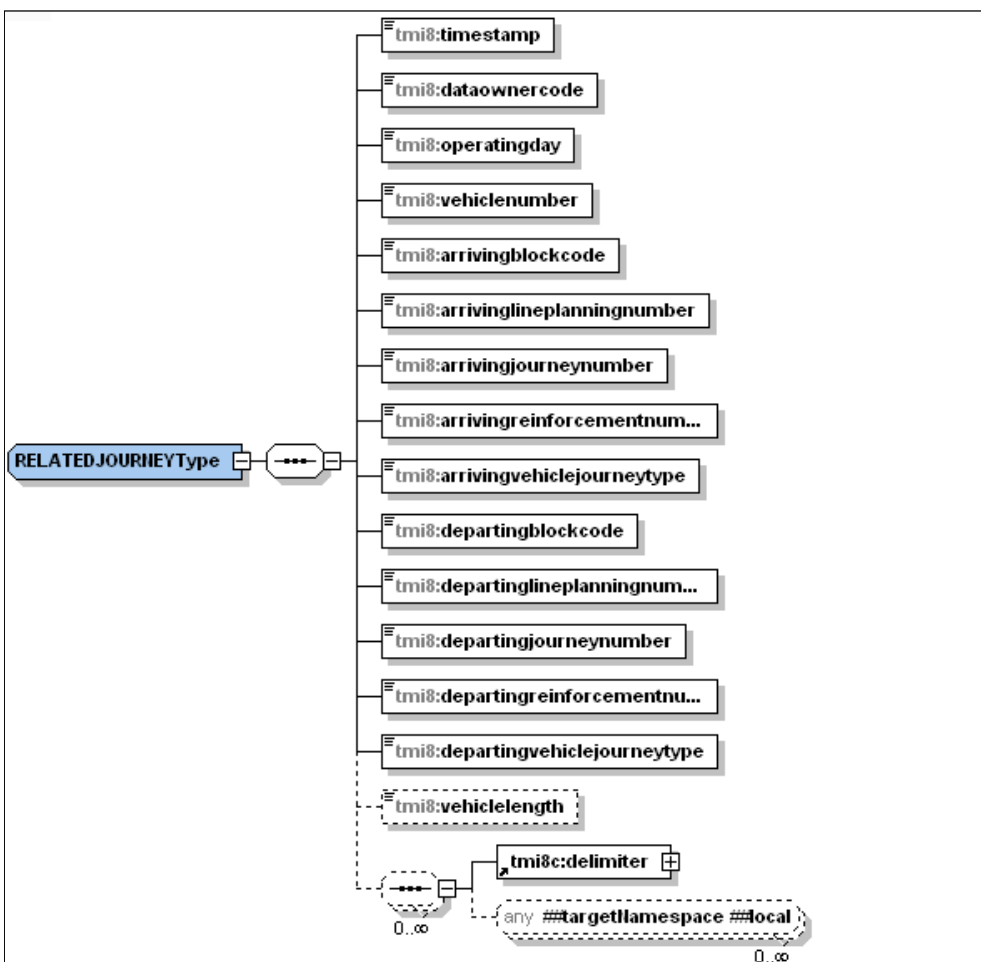 tmi8:timestamp
tmi8:dataownercode
tmi8:operatingday
tmi8:vehiclenumber
tmi8:arrivingblockcode
tmi8:arrivinglineplanningnumber
tmi8:arrivingjourneynumber
tmi8:arrivingreinforcementnum...
RELATEDJOURNEYType
tmi8:arrivingvehiclejourneytype
tmi8:departingblockcode
tmi8:departinglineplanningnum...
tmi8:departingjourneynumber
tmi8:departingreinforcementnu...
tmi8:departingvehiclejourneytype
tmi8:vehiclelength
tmi8c:delimiter
any ##targetNamespace ##local
0..∞
0..∞